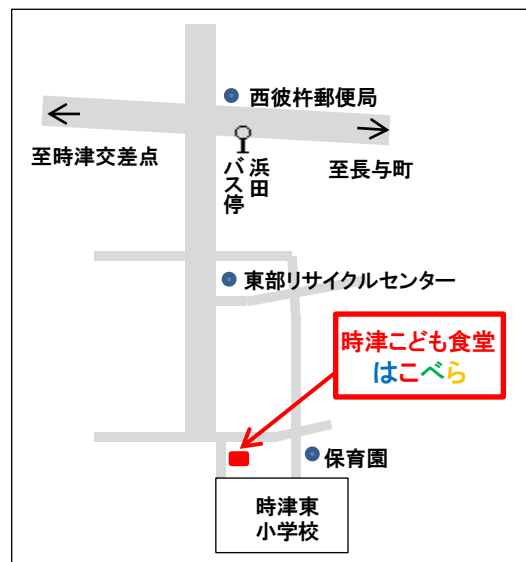 西彼杵郵便局
至時津交差点
浜田
バス停
至長与町
東部リサイクルセンター
時津こども食堂
はこべら
保育園
時津東
小学校